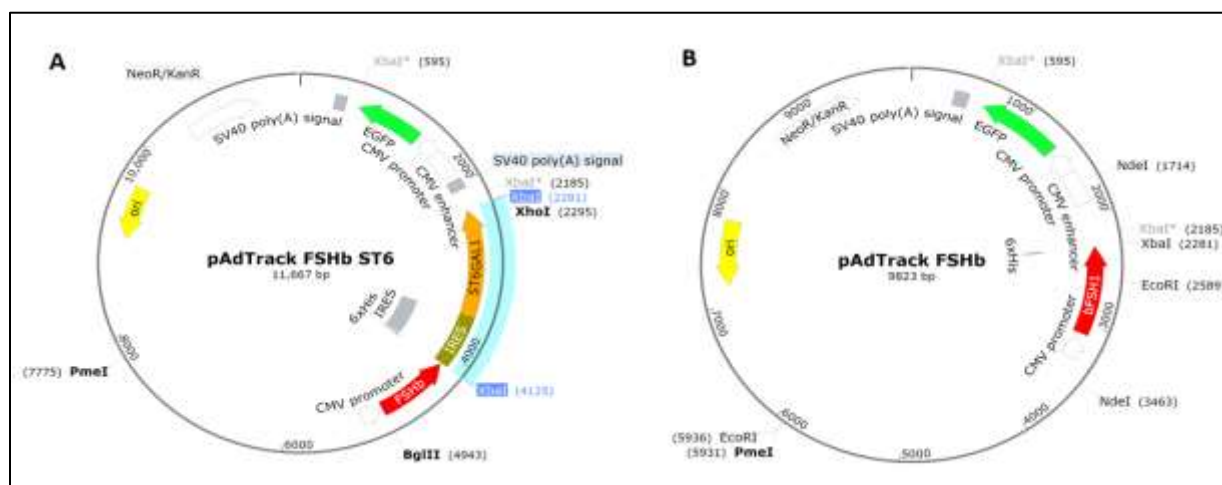 A
NeoR/KanR
XbaI* (595)
SV40 poly(A) signal
EGFP
CMV promoter
CMV enhancer
2000
SV40 poly(A) signal
XbaI* (2185)
XbaI (2281)
XhoI (2295)
10,000
ori
pAdTrack FSHb ST6
11,667 bp
ST6GAL1
6xHis
IRES
IRES
4000
8000
(7775) PmeI
CMV promoter
FSHb
6000
BglII (4943)
B
XbaI* (595)
9000
NeoR/KanR
SV40 poly(A) signal
1000
EGFP
CMV promoter
CMV enhancer
NdeI (1714)
2000
8000
ori
6xHis
XbaI* (2185)
XbaI (2281)
pAdTrack FSHb
9823 bp
EcoRI (2589)
bFSH1
3000
CMV promoter
7000
NdeI (3463)
4000
6000
5000
(5936) EcoRI
(5931) PmeI